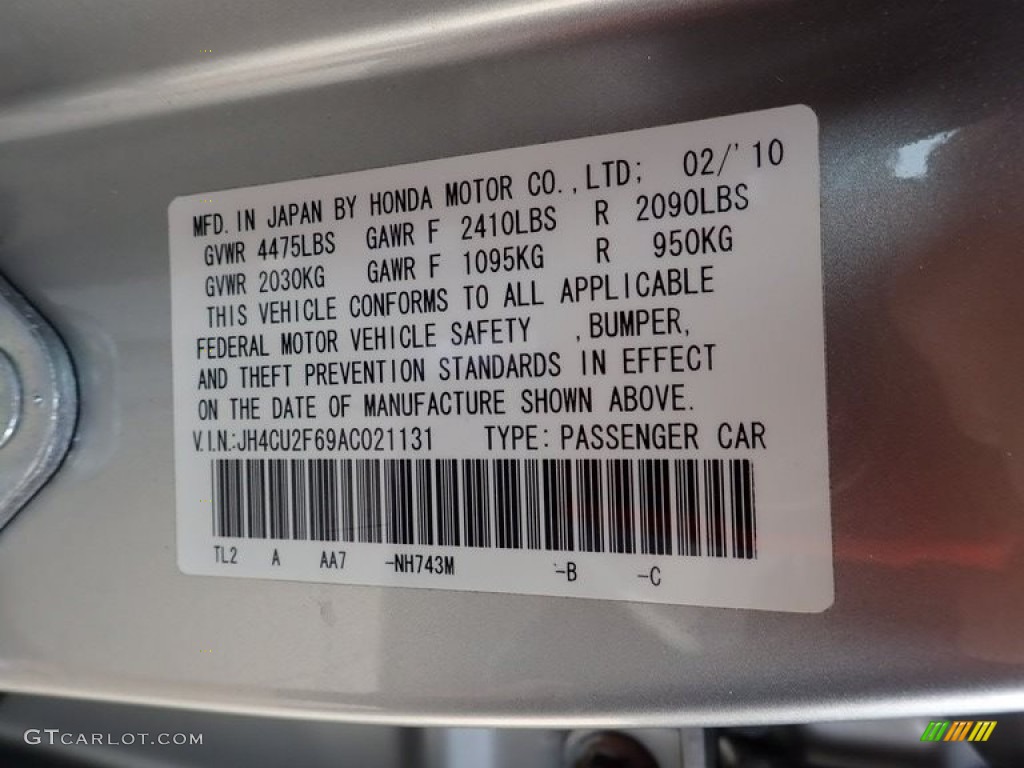 MFD. IN JAPAN BY HONDA MOTOR CO., LTD; 02/'10
GVWR 4475LBS GAWR F 2410LBS R 2090LBS
GVWR 2030KG GAWR F 1095KG R 950KG
THIS VEHICLE CONFORMS TO ALL APPLICABLE
FEDERAL MOTOR VEHICLE SAFETY , BUMPER,
AND THEFT PREVENTION STANDARDS IN EFFECT
ON THE DATE OF MANUFACTURE SHOWN ABOVE.
V.I.N.:JH4CU2F69AC021131 TYPE: PASSENGER CAR
TL2 A AA7 -NH743M -B -C
GTCARLOT.COM